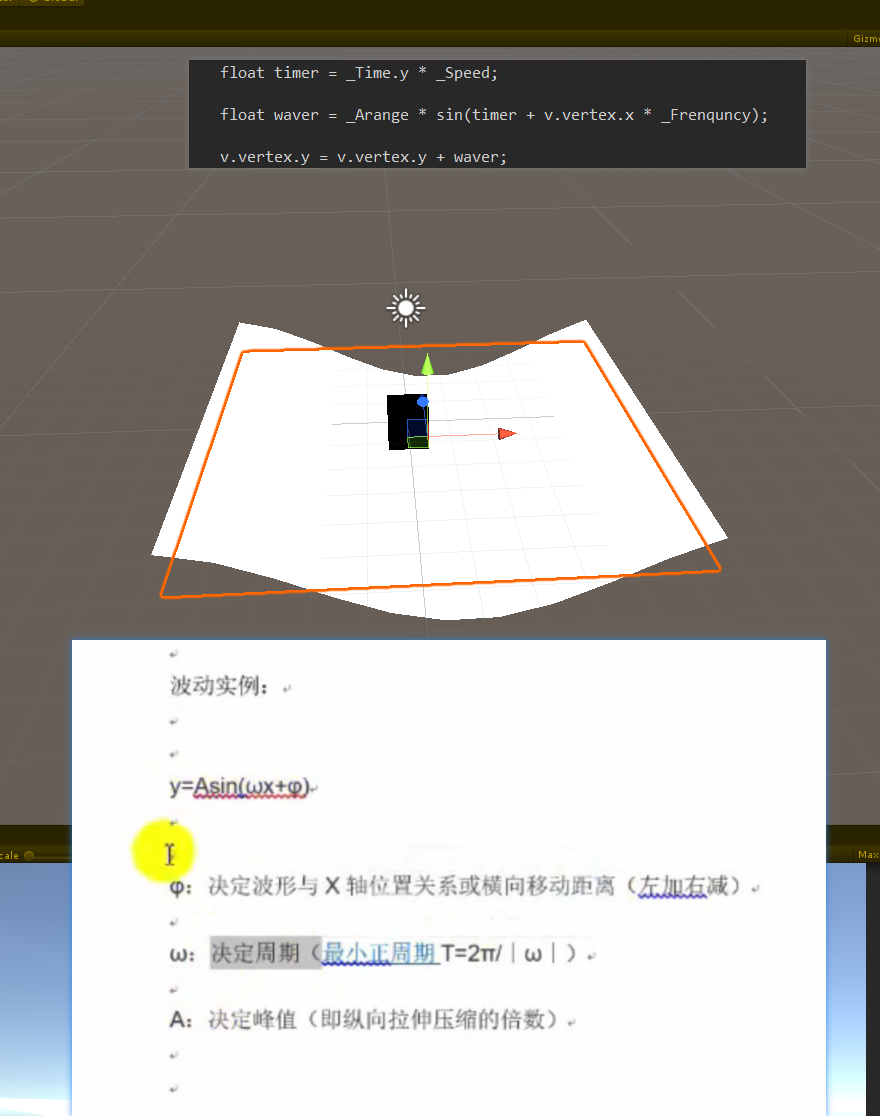 Gizm
float timer = _Time.y * _Speed;
float waver = _Arange * sin(timer + v.vertex.x * _Frenquncy);
v.vertex.y = v.vertex.y + waver;
波动实例：
y=Asin(ωx+φ)
cale
Max
φ：决定波形与 X 轴位置关系或横向移动距离（左加右减）
ω：决定周期（最小正周期 T=2π/｜ω｜）
A：决定峰值（即纵向拉伸压缩的倍数）